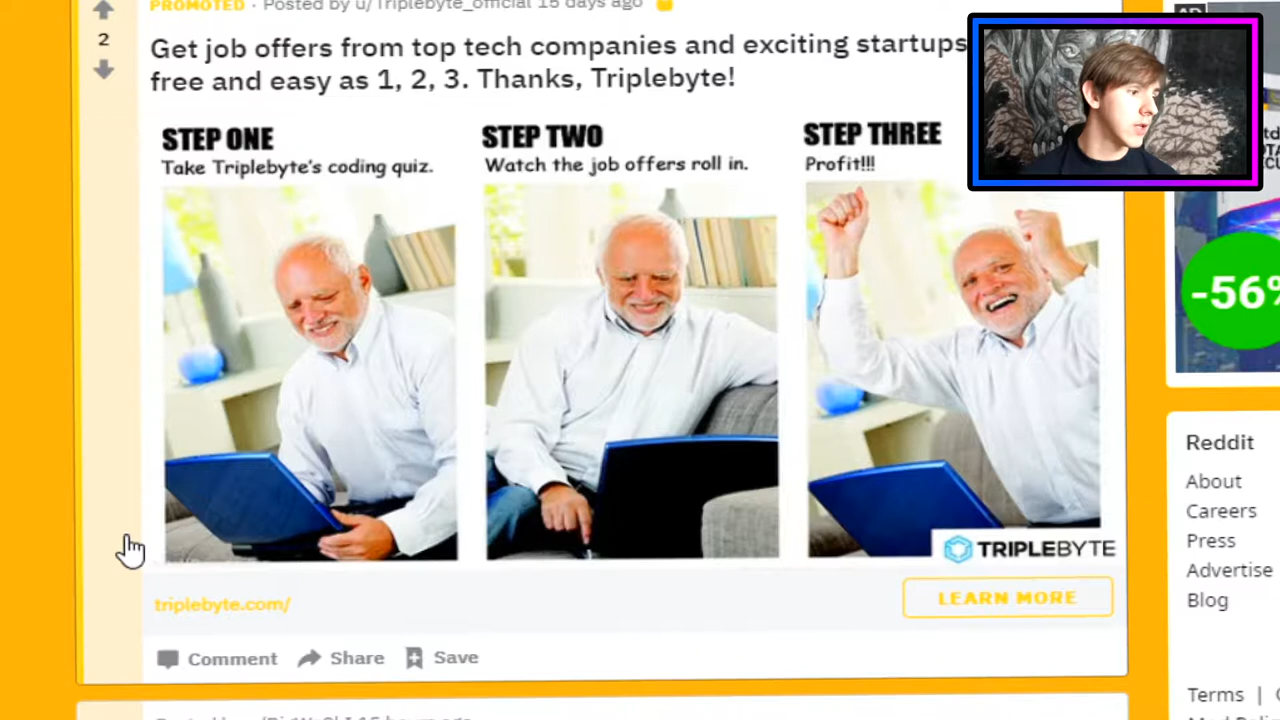 PROMOTED · Posted by u/Triplebyte_official 15 days ago
2
Get job offers from top tech companies and exciting startups
free and easy as 1, 2, 3. Thanks, Triplebyte!
STEP ONE
Take Triplebyte's coding quiz.
STEP TWO
Watch the job offers roll in.
STEP THREE
Profit!!!
TRIPLEBYTE
triplebyte.com/
LEARN MORE
Comment
Share
Save
AD
-56%
Reddit
About
Careers
Press
Advertise
Blog
Terms |